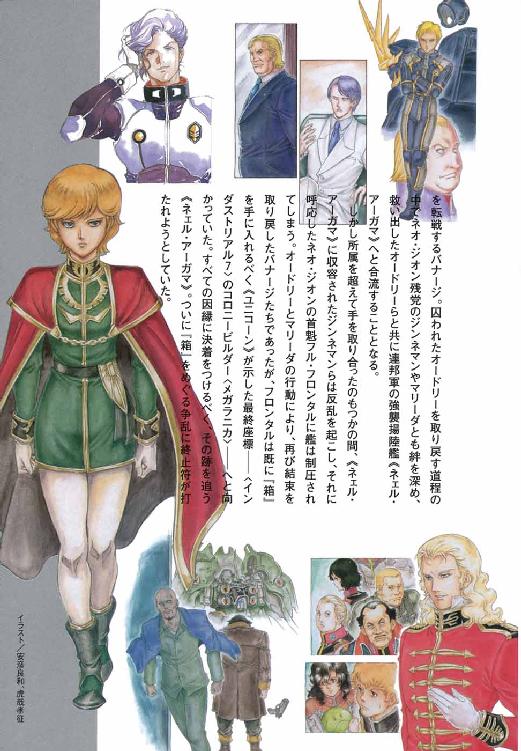 を転戦するバナージ。囚われたオードリーを取り戻す道程の
中でネオ・ジオン残党のジンネマンやマリーダとも絆を深め、
救い出したオードリーらと共に連邦軍の強襲揚陸艦《ネェル・
アーガマ》へと合流することとなる。
しかし所属を超えて手を取り合ったのもつかの間、《ネェル・
アーガマ》に収容されたジンネマンらは反乱を起こし、それに
呼応したネオ・ジオンの首魁フル・フロンタルに艦は制圧され
てしまう。オードリーとマリーダの行動により、再び結束を
取り戻したバナージたちであったが、フロンタルは既に『箱』
を手に入れるべく《ユニコーン》が示した最終座標――〈イン
ダストリアル7〉のコロニービルダー〈メガラニカ〉――へと向
かっていた。すべての因縁に決着をつけるべく、その跡を追う
《ネェル・アーガマ》。ついに『箱』をめぐる争乱に終止符が打
たれようとしていた。
イラスト／安彦良和、虎哉孝征